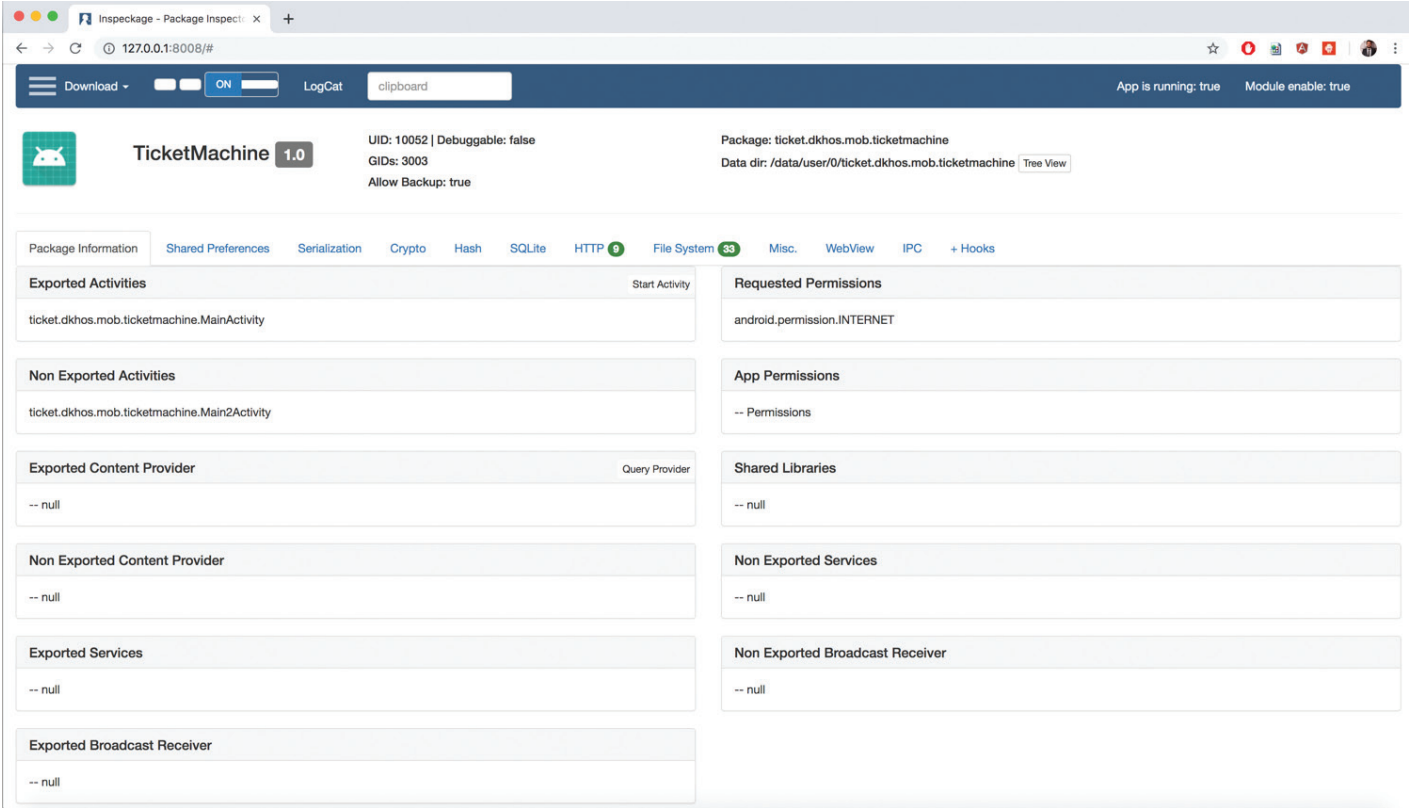 Inspeckage - Package Inspect
127.0.0.1:8008/#
Download
ON
LogCat
clipboard
App is running: true
Module enable: true
TicketMachine 1.0
UID: 10052 | Debuggable: false
GIDs: 3003
Allow Backup: true
Package: ticket.dkhos.mob.ticketmachine
Data dir: /data/user/0/ticket.dkhos.mob.ticketmachine Tree View
Package Information Shared Preferences Serialization Crypto Hash SQLite HTTP 9 File System 33 Misc. WebView IPC + Hooks
Exported Activities Start Activity
ticket.dkhos.mob.ticketmachine.MainActivity
Requested Permissions
android.permission.INTERNET
Non Exported Activities
ticket.dkhos.mob.ticketmachine.Main2Activity
App Permissions
-- Permissions
Exported Content Provider Query Provider
-- null
Shared Libraries
-- null
Non Exported Content Provider
-- null
Non Exported Services
-- null
Exported Services
-- null
Non Exported Broadcast Receiver
-- null
Exported Broadcast Receiver
-- null